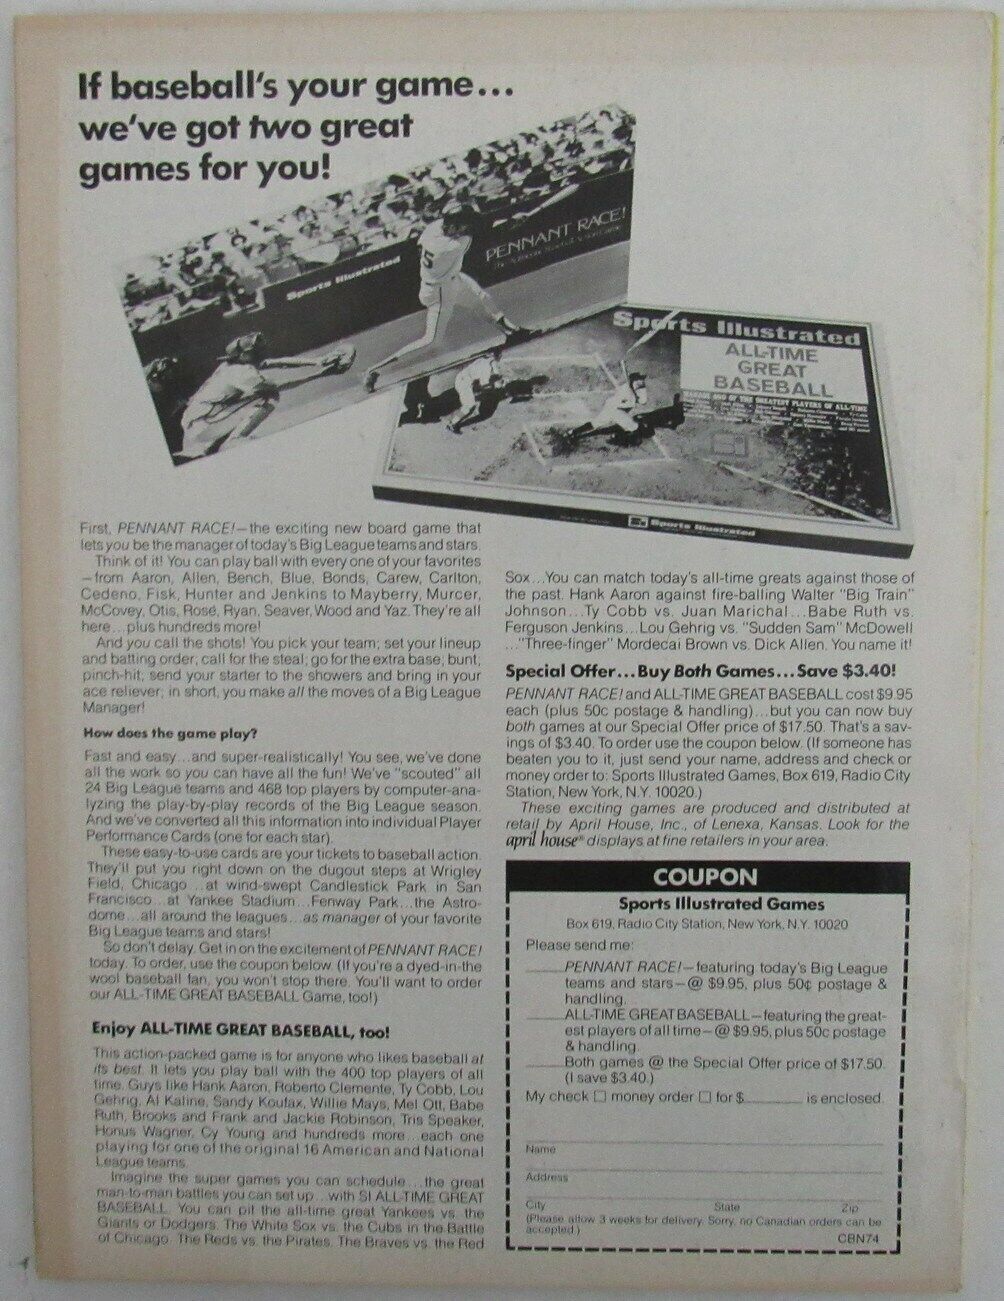 If baseball's your game...
we've got two great
games for you!
PENNANT RACE!
Sports Illustrated
Sports Illustrated
ALL-TIME
GREAT
BASEBALL
Sports Illustrated
First, PENNANT RACE!—the exciting new board game that
lets you be the manager of today's Big League teams and stars.
Think of it! You can play ball with every one of your favorites
—from Aaron, Allen, Bench, Blue, Bonds, Carew, Carlton,
Cedeno, Fisk, Hunter and Jenkins to Mayberry, Murcer,
McCovey, Otis, Rose, Ryan, Seaver, Wood and Yaz. They're all
here...plus hundreds more!
And you call the shots! You pick your team; set your lineup
and batting order; call for the steal; go for the extra base; bunt,
pinch-hit; send your starter to the showers and bring in your
ace reliever; in short, you make all the moves of a Big League
Manager!
How does the game play?
Fast and easy...and super-realistically! You see, we've done
all the work so you can have all the fun! We've "scouted" all
24 Big League teams and 468 top players by computer-ana-
lyzing the play-by-play records of the Big League season.
And we've converted all this information into individual Player
Performance Cards (one for each star).
These easy-to-use cards are your tickets to baseball action.
They'll put you right down on the dugout steps at Wrigley
Field, Chicago...at wind-swept Candlestick Park in San
Francisco...at Yankee Stadium...Fenway Park...the Astro-
dome...all around the leagues...as manager of your favorite
Big League teams and stars!
So don't delay. Get in on the excitement of PENNANT RACE!
today. To order, use the coupon below. (If you're a dyed-in-the
wool baseball fan, you won't stop there. You'll want to order
our ALL-TIME GREAT BASEBALL Game, too!)
Enjoy ALL-TIME GREAT BASEBALL, too!
This action-packed game is for anyone who likes baseball at
its best. It lets you play ball with the 400 top players of all
time. Guys like Hank Aaron, Roberto Clemente, Ty Cobb, Lou
Gehrig, Al Kaline, Sandy Koufax, Willie Mays, Mel Ott, Babe
Ruth, Brooks and Frank and Jackie Robinson, Tris Speaker,
Honus Wagner, Cy Young and hundreds more...each one
playing for one of the original 16 American and National
League teams.
Imagine the super games you can schedule...the great
man-to-man battles you can set up...with SI ALL-TIME GREAT
BASEBALL. You can pit the all-time great Yankees vs. the
Giants or Dodgers. The White Sox vs. the Cubs in the Battle
of Chicago. The Reds vs. the Pirates. The Braves vs. the Red
Sox...You can match today's all-time greats against those of
the past. Hank Aaron against fire-balling Walter "Big Train"
Johnson...Ty Cobb vs. Juan Marichal...Babe Ruth vs.
Ferguson Jenkins...Lou Gehrig vs. "Sudden Sam" McDowell
..."Three-finger" Mordecai Brown vs. Dick Allen. You name it!
Special Offer...Buy Both Games...Save $3.40!
PENNANT RACE! and ALL-TIME GREAT BASEBALL cost $9.95
each (plus 50c postage & handling)...but you can now buy
both games at our Special Offer price of $17.50. That's a sav-
ings of $3.40. To order use the coupon below. (If someone has
beaten you to it, just send your name, address and check or
money order to: Sports Illustrated Games, Box 619, Radio City
Station, New York, N.Y. 10020.)
These exciting games are produced and distributed at
retail by April House, Inc., of Lenexa, Kansas. Look for the
april house® displays at fine retailers in your area.
COUPON
Sports Illustrated Games
Box 619, Radio City Station, New York, N.Y. 10020
Please send me:
____PENNANT RACE!—featuring today's Big League
teams and stars—@ $9.95, plus 50¢ postage &
handling.
____ALL-TIME GREAT BASEBALL—featuring the great-
est players of all time—@ $9.95, plus 50c postage
& handling.
____Both games @ the Special Offer price of $17.50.
(I save $3.40.)
My check ☐ money order ☐ for $______ is enclosed.
Name
Address
City State Zip
(Please allow 3 weeks for delivery. Sorry, no Canadian orders can be
accepted.)
CBN74